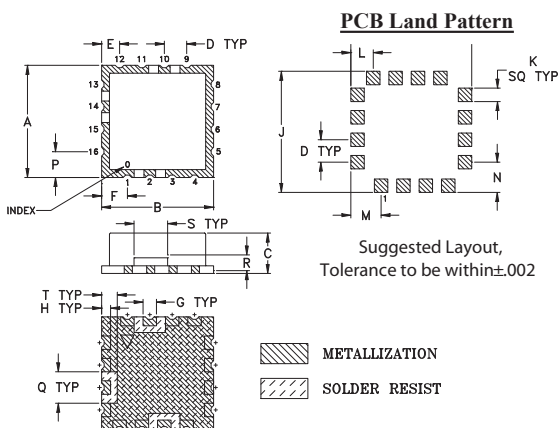 PCB Land Pattern
E
D TYP
12 11 10 9
13
14
15
16
8
7
6
5
A
P
0
F
1 2 3 4
INDEX
B
L
K
SQ TYP
J
D TYP
N
M
1
S TYP
C
R
Suggested Layout,
Tolerance to be within±.002
T TYP
H TYP
G TYP
Q TYP
METALLIZATION
SOLDER RESIST